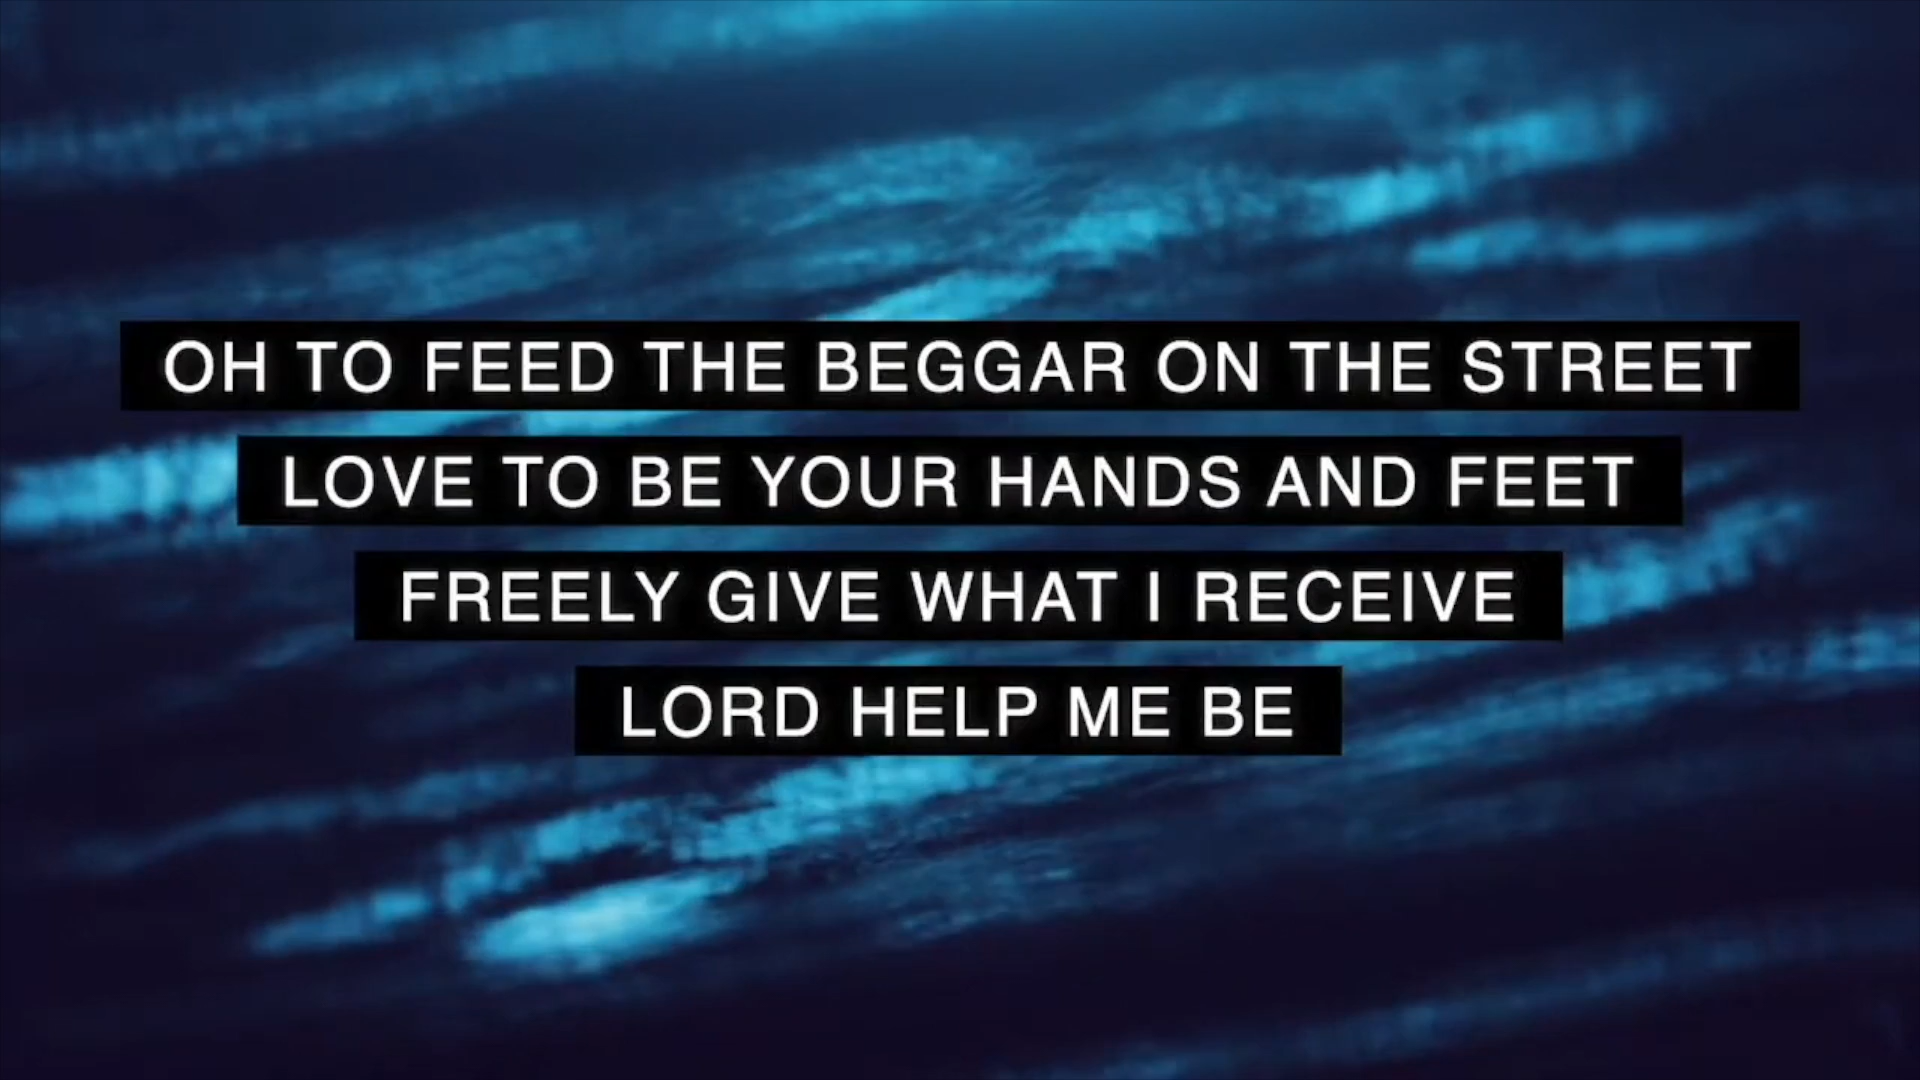 OH TO FEED THE BEGGAR ON THE STREET
LOVE TO BE YOUR HANDS AND FEET
FREELY GIVE WHAT I RECEIVE
LORD HELP ME BE